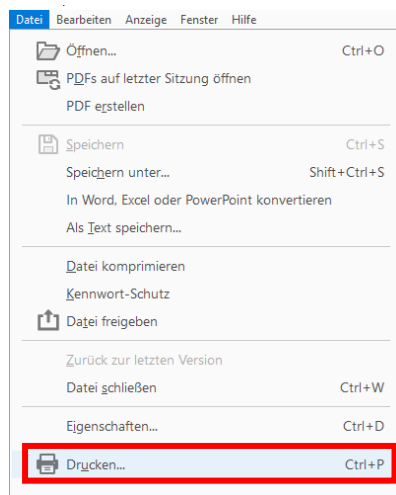 Datei Bearbeiten Anzeige Fenster Hilfe
Öffnen... Ctrl+O
PDFs auf letzter Sitzung öffnen
PDF erstellen
Speichern Ctrl+S
Speichern unter... Shift+Ctrl+S
In Word, Excel oder PowerPoint konvertieren
Als Text speichern...
Datei komprimieren
Kennwort-Schutz
Datei freigeben
Zurück zur letzten Version
Datei schließen Ctrl+W
Eigenschaften... Ctrl+D
Drucken... Ctrl+P